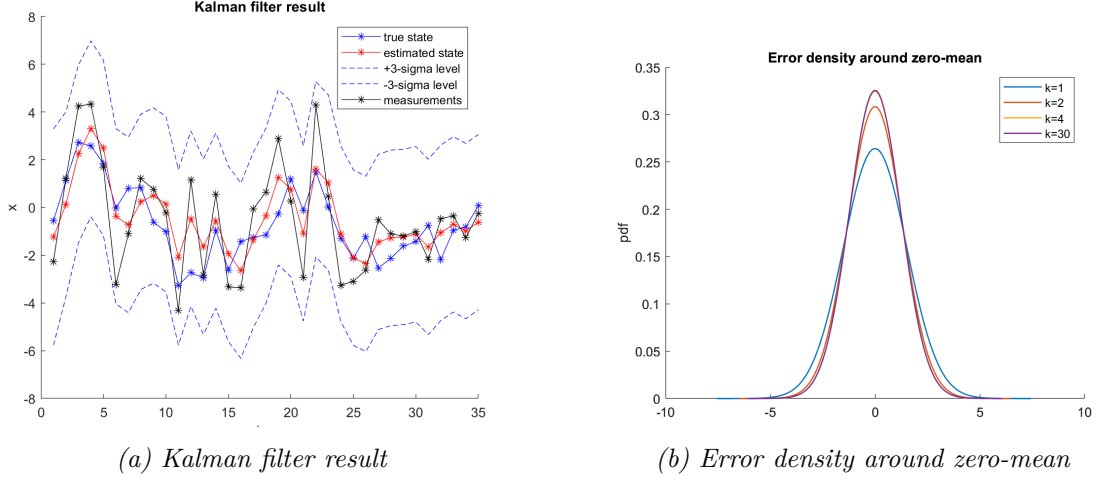 Kalman filter result
8
6
4
2
0
-2
-4
-6
-8
x
0
5
10
15
20
25
30
35
true state
estimated state
+3-sigma level
-3-sigma level
measurements
(a) Kalman filter result
Error density around zero-mean
0.35
0.3
0.25
0.2
0.15
0.1
0.05
0
pdf
-10
-5
0
5
10
k=1
k=2
k=4
k=30
(b) Error density around zero-mean